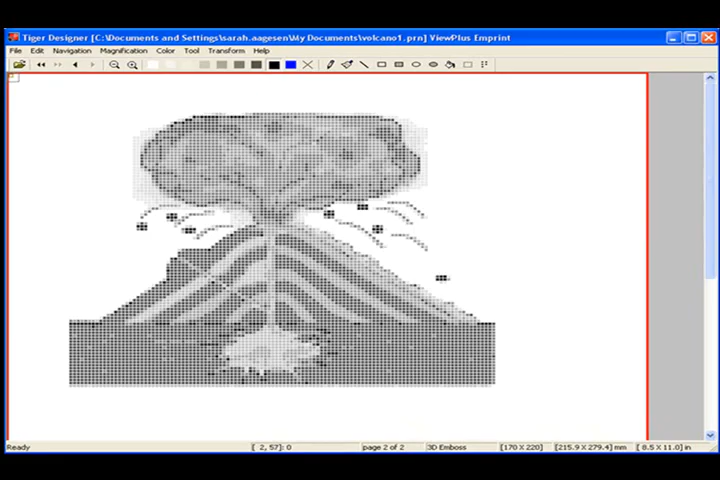 Tiger Designer [C:\Documents and Settings\sarah.aagesen\My Documents\volcano1.prn] ViewPlus Emprint
File Edit Navigation Magnification Color Tool Transform Help
Ready [ 2, 57]: 0 page 2 of 2 3D Emboss [170 X 220] [215.9 X 279.4] mm [ 8.5 X 11.0] in